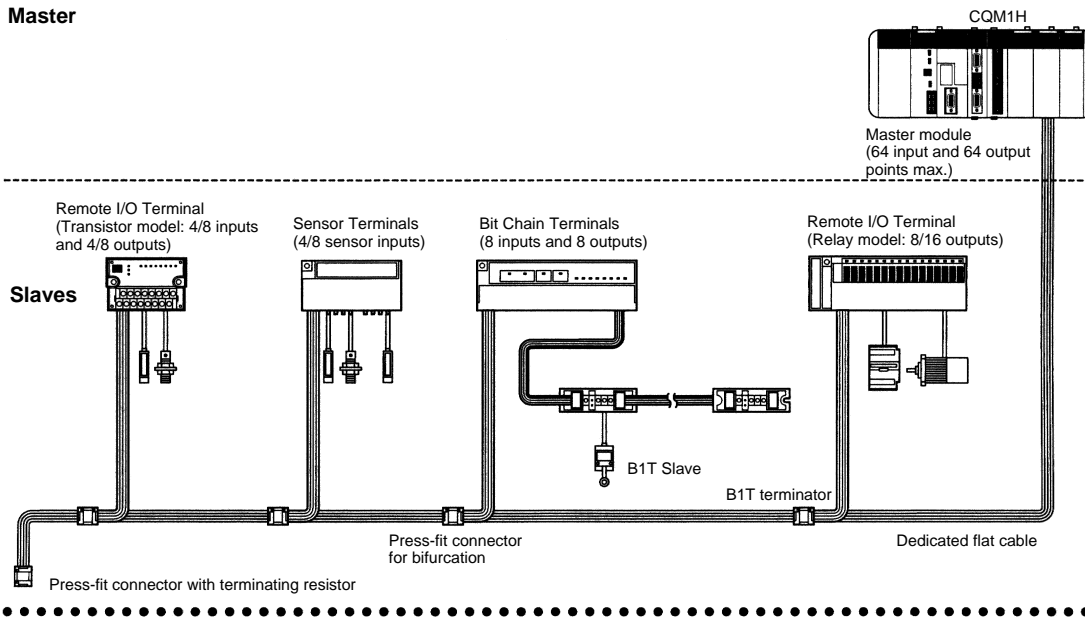 Master
CQM1H
Master module
(64 input and 64 output
points max.)
Remote I/O Terminal
(Transistor model: 4/8 inputs
and 4/8 outputs)
Sensor Terminals
(4/8 sensor inputs)
Bit Chain Terminals
(8 inputs and 8 outputs)
Remote I/O Terminal
(Relay model: 8/16 outputs)
Slaves
B1T Slave
B1T terminator
Press-fit connector
for bifurcation
Dedicated flat cable
Press-fit connector with terminating resistor